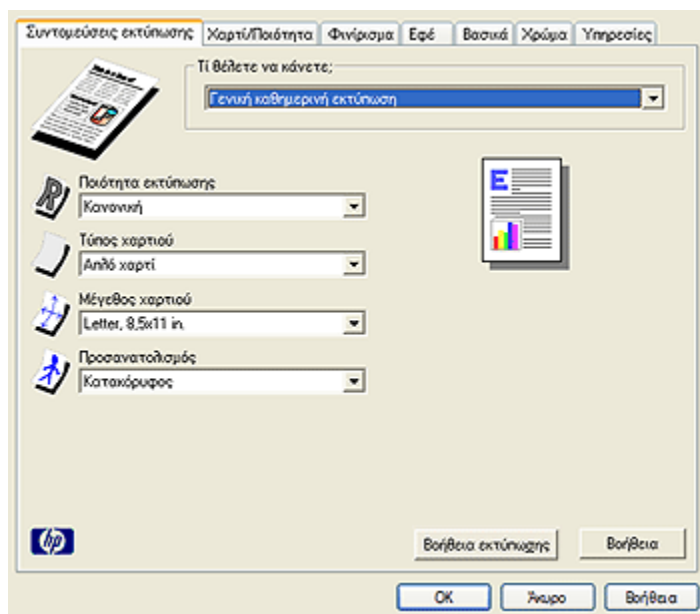 Συντομεύσεις εκτύπωσης Χαρτί/Ποιότητα Φινίρισμα Εφέ Βασικά Χρώμα Υπηρεσίες
Τί θέλετε να κάνετε;
Γενική καθημερινή εκτύπωση
Ποιότητα εκτύπωσης
Κανονική
Τύπος χαρτιού
Απλό χαρτί
Μέγεθος χαρτιού
Letter, 8,5x11 in.
Προσανατολισμός
Κατακόρυφος
hp
Βοήθεια εκτύπωσης Βοήθεια
OK Άκυρο Βοήθεια